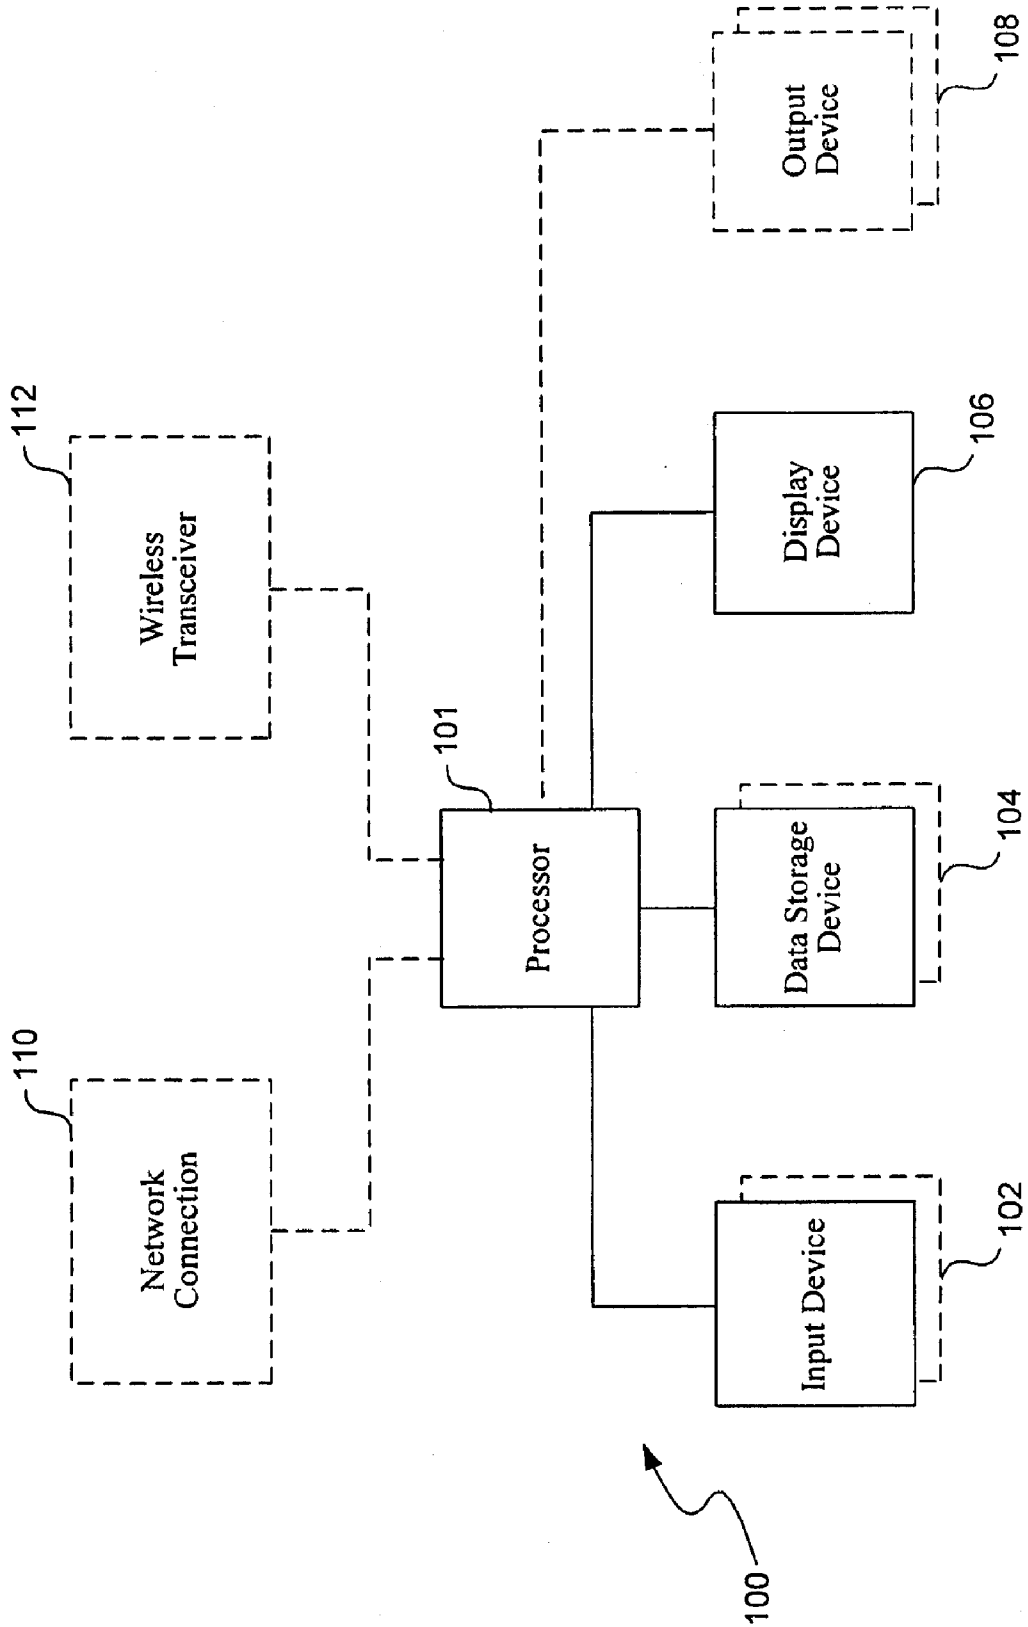 110
Network
Connection
112
Wireless
Transceiver
101
Processor
Input Device
102
Data Storage
Device
104
Display
Device
106
Output
Device
108
100